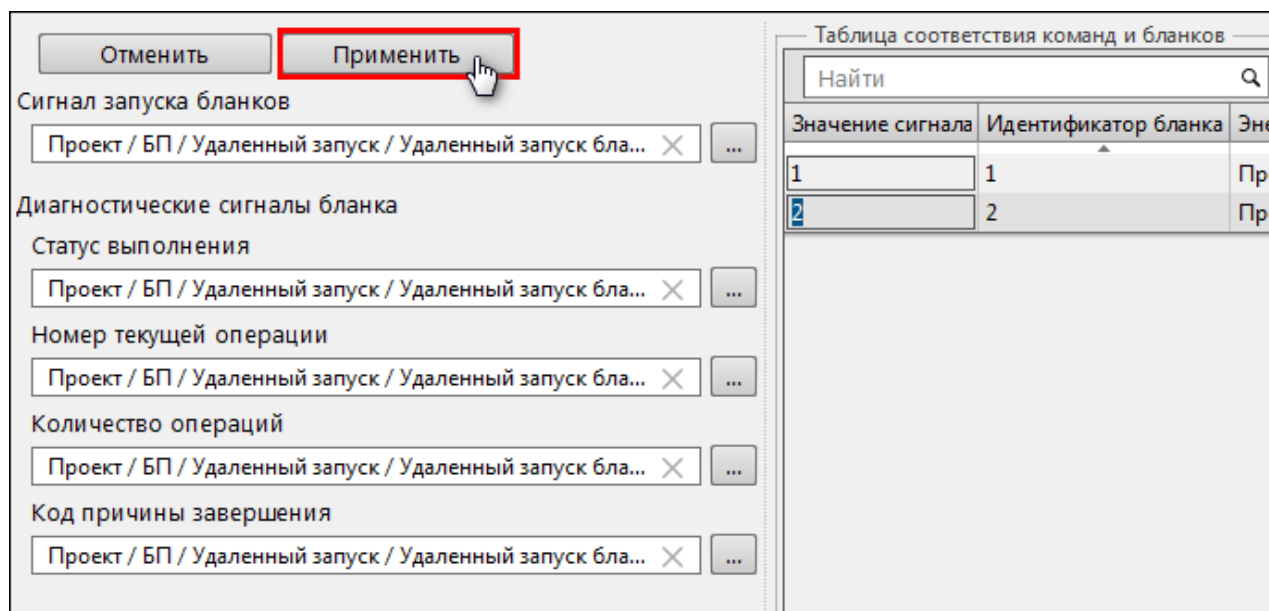 Отменить
Применить
Сигнал запуска бланков
Проект / БП / Удаленный запуск / Удаленный запуск бла...
...
Диагностические сигналы бланка
Статус выполнения
Проект / БП / Удаленный запуск / Удаленный запуск бла...
...
Номер текущей операции
Проект / БП / Удаленный запуск / Удаленный запуск бла...
...
Количество операций
Проект / БП / Удаленный запуск / Удаленный запуск бла...
...
Код причины завершения
Проект / БП / Удаленный запуск / Удаленный запуск бла...
...
Таблица соответствия команд и бланков
Найти
Значение сигнала Идентификатор бланка Эне
1 1 Пр
2 2 Пр